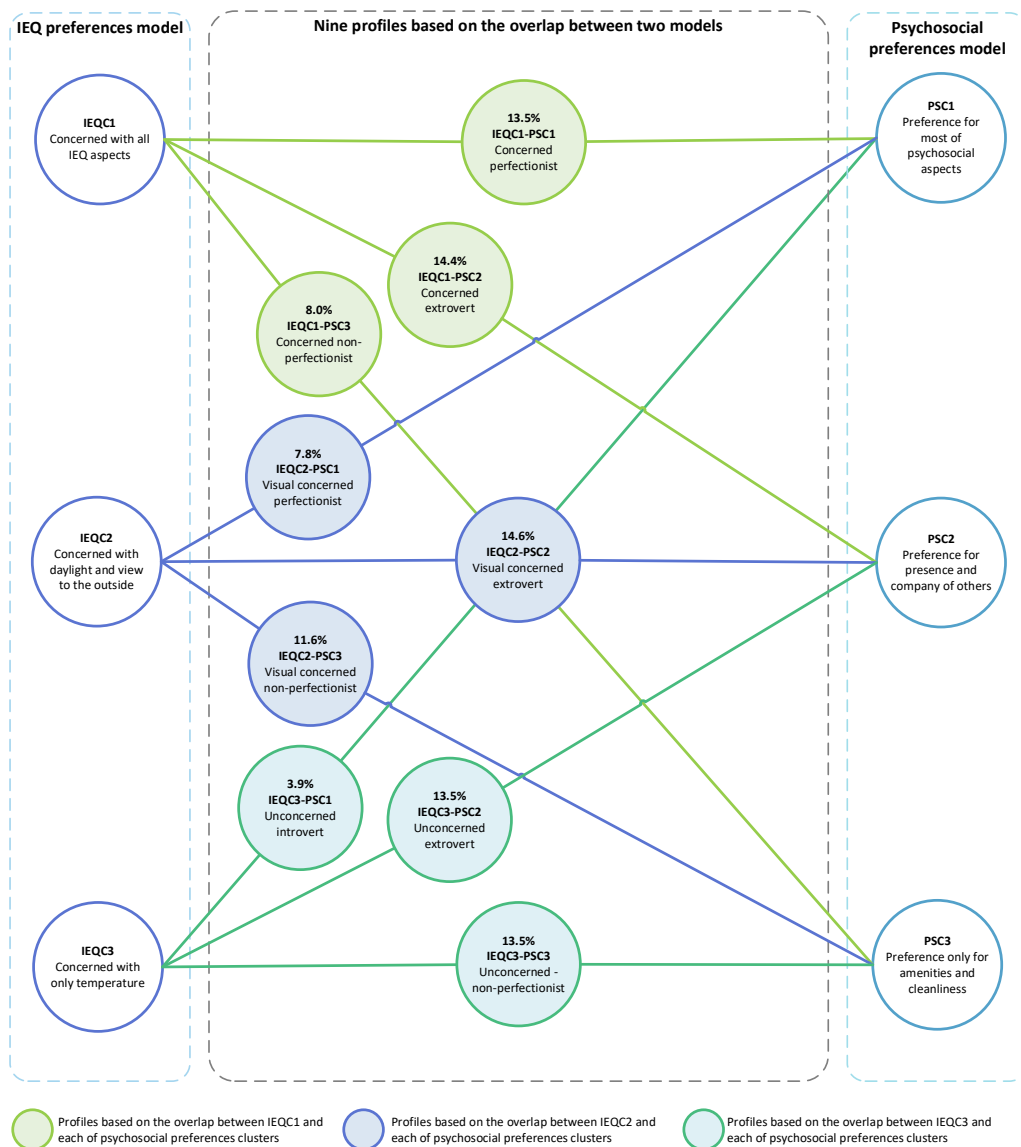 IEQ preferences model
Nine profiles based on the overlap between two models
Psychosocial
preferences model
IEQC1
Concerned with all
IEQ aspects
13.5%
IEQC1-PSC1
Concerned
perfectionist
PSC1
Preference for
most of
psychosocial
aspects
14.4%
IEQC1-PSC2
Concerned
extrovert
8.0%
IEQC1-PSC3
Concerned non-
perfectionist
7.8%
IEQC2-PSC1
Visual concerned
perfectionist
IEQC2
Concerned with
daylight and view
to the outside
14.6%
IEQC2-PSC2
Visual concerned
extrovert
PSC2
Preference for
presence and
company of others
11.6%
IEQC2-PSC3
Visual concerned
non-perfectionist
3.9%
IEQC3-PSC1
Unconcerned
introvert
13.5%
IEQC3-PSC2
Unconcerned
extrovert
IEQC3
Concerned with
only temperature
13.5%
IEQC3-PSC3
Unconcerned -
non-perfectionist
PSC3
Preference only for
amenities and
cleanliness
Profiles based on the overlap between IEQC1 and
each of psychosocial preferences clusters
Profiles based on the overlap between IEQC2 and
each of psychosocial preferences clusters
Profiles based on the overlap between IEQC3 and
each of psychosocial preferences clusters